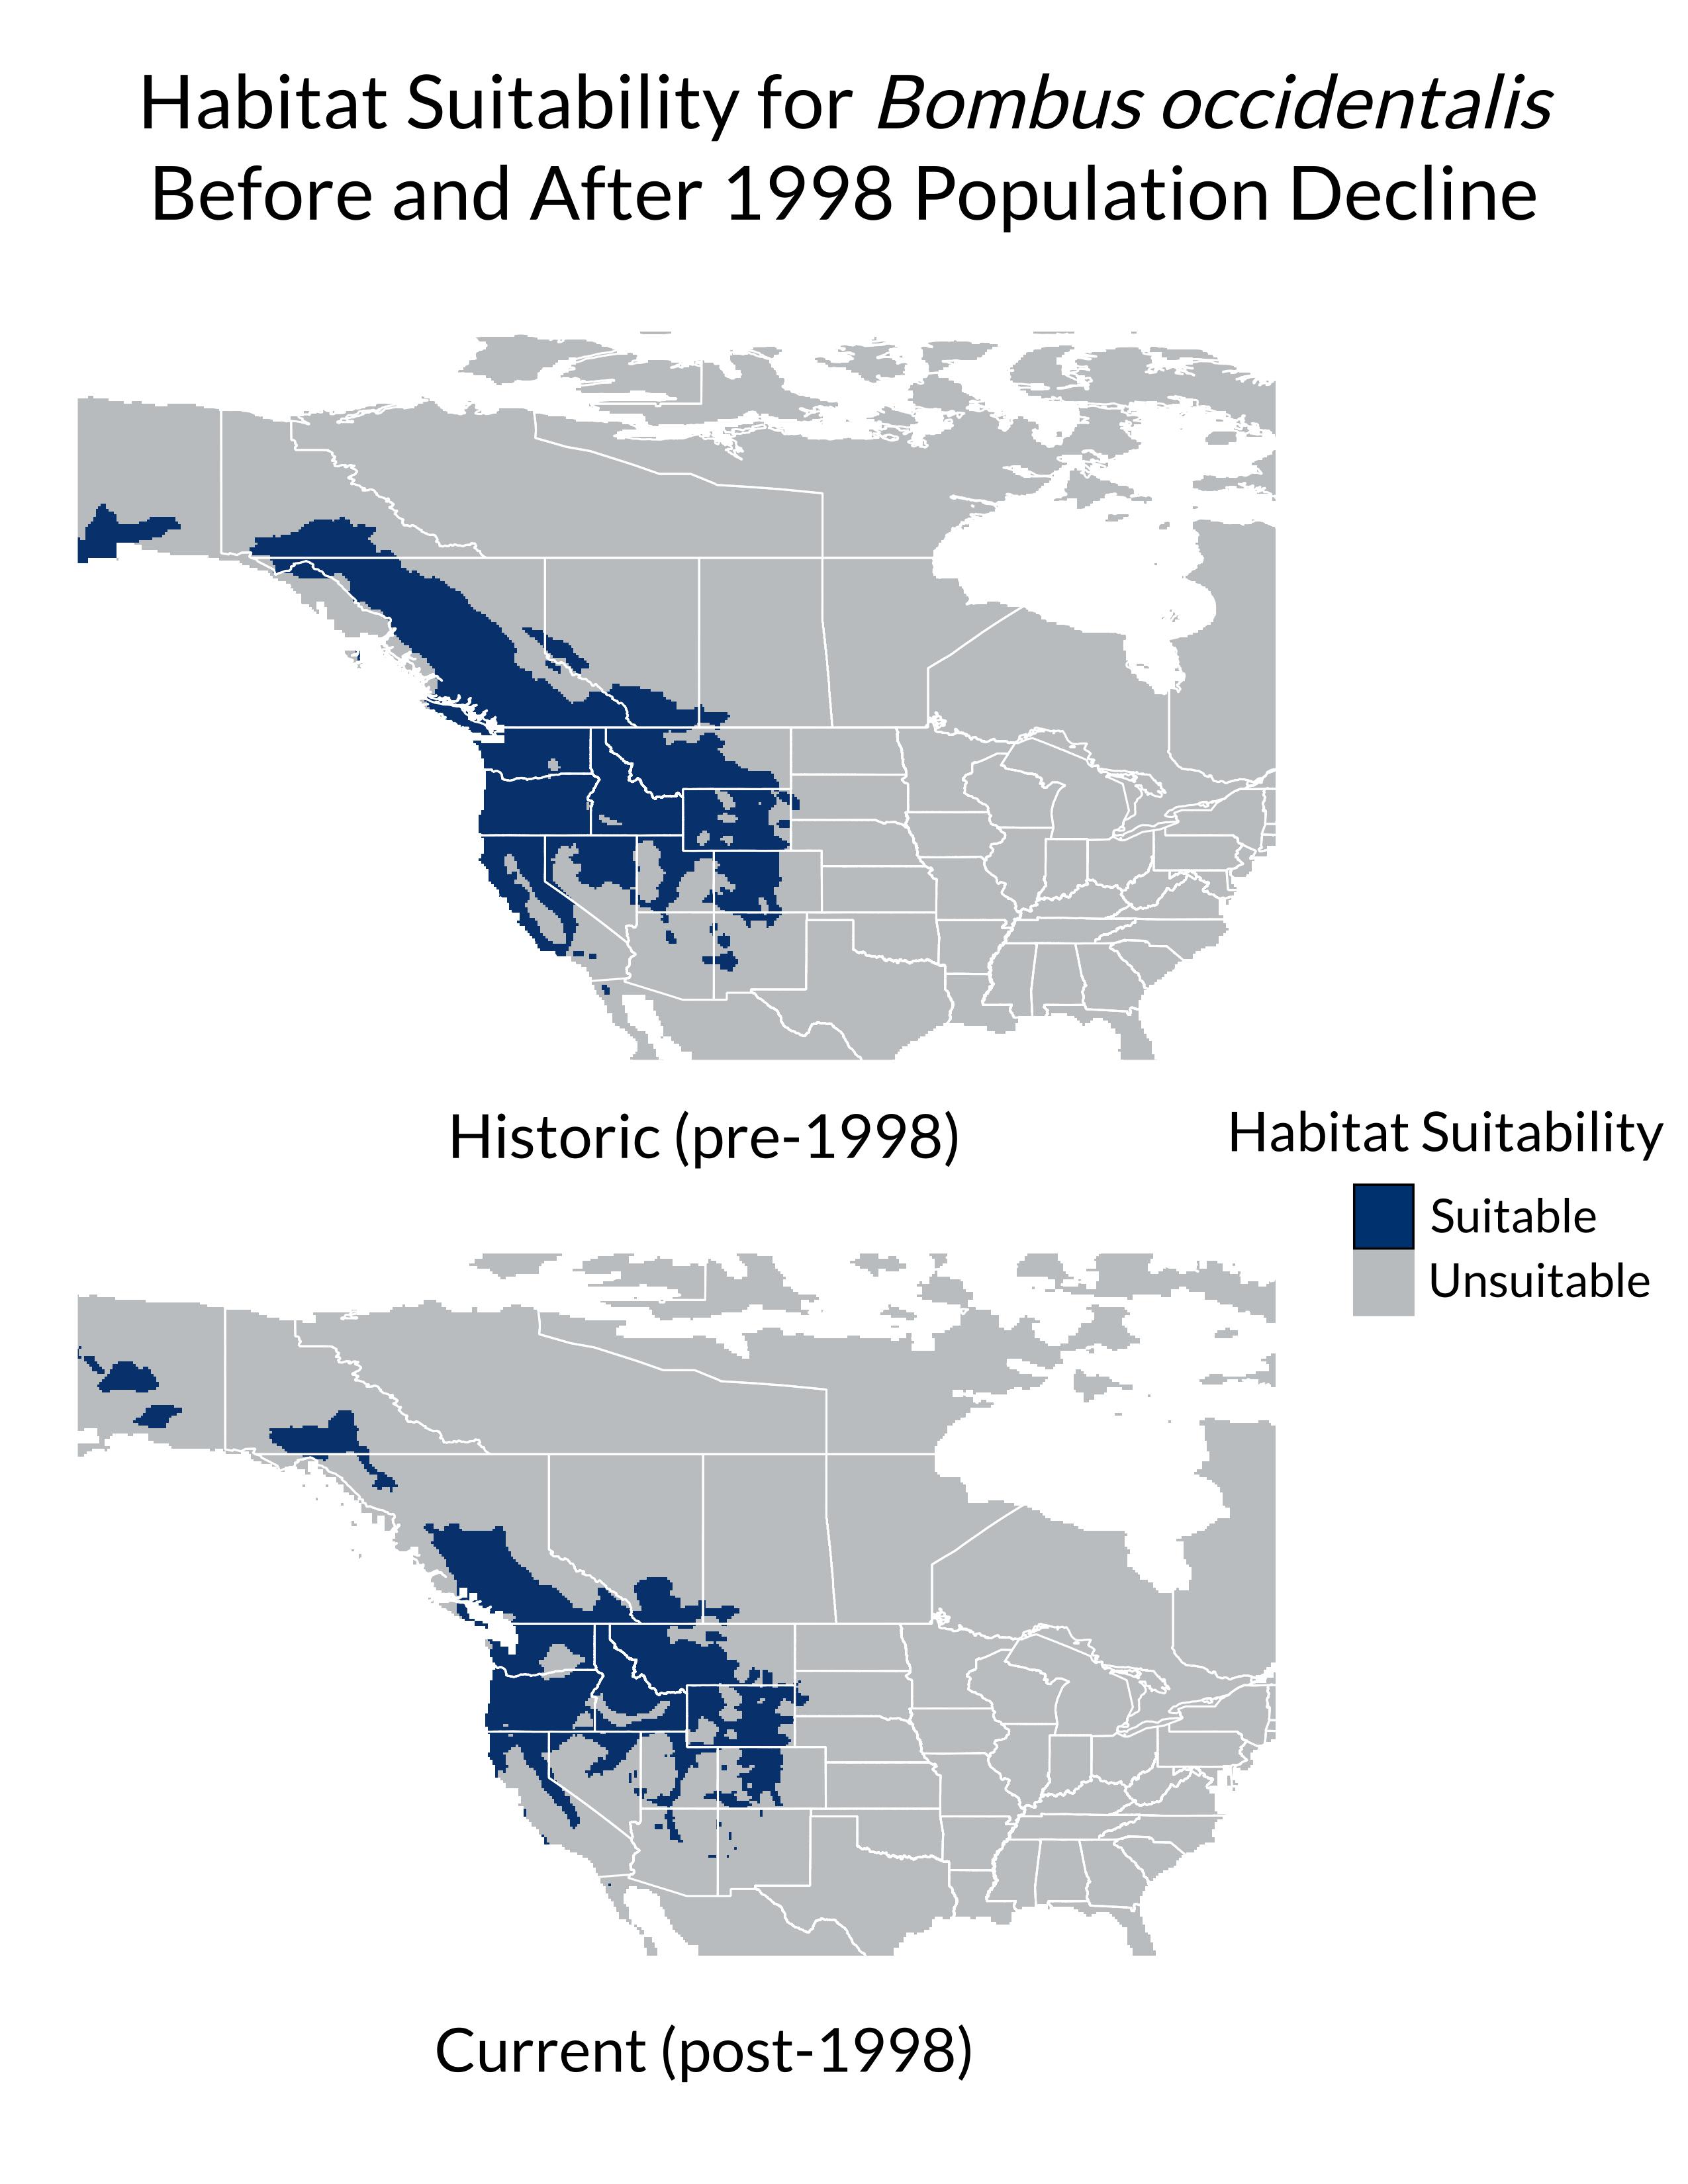 Habitat Suitability for Bombus occidentalis
Before and After 1998 Population Decline
Historic (pre-1998)
Habitat Suitability
Suitable
Unsuitable
Current (post-1998)